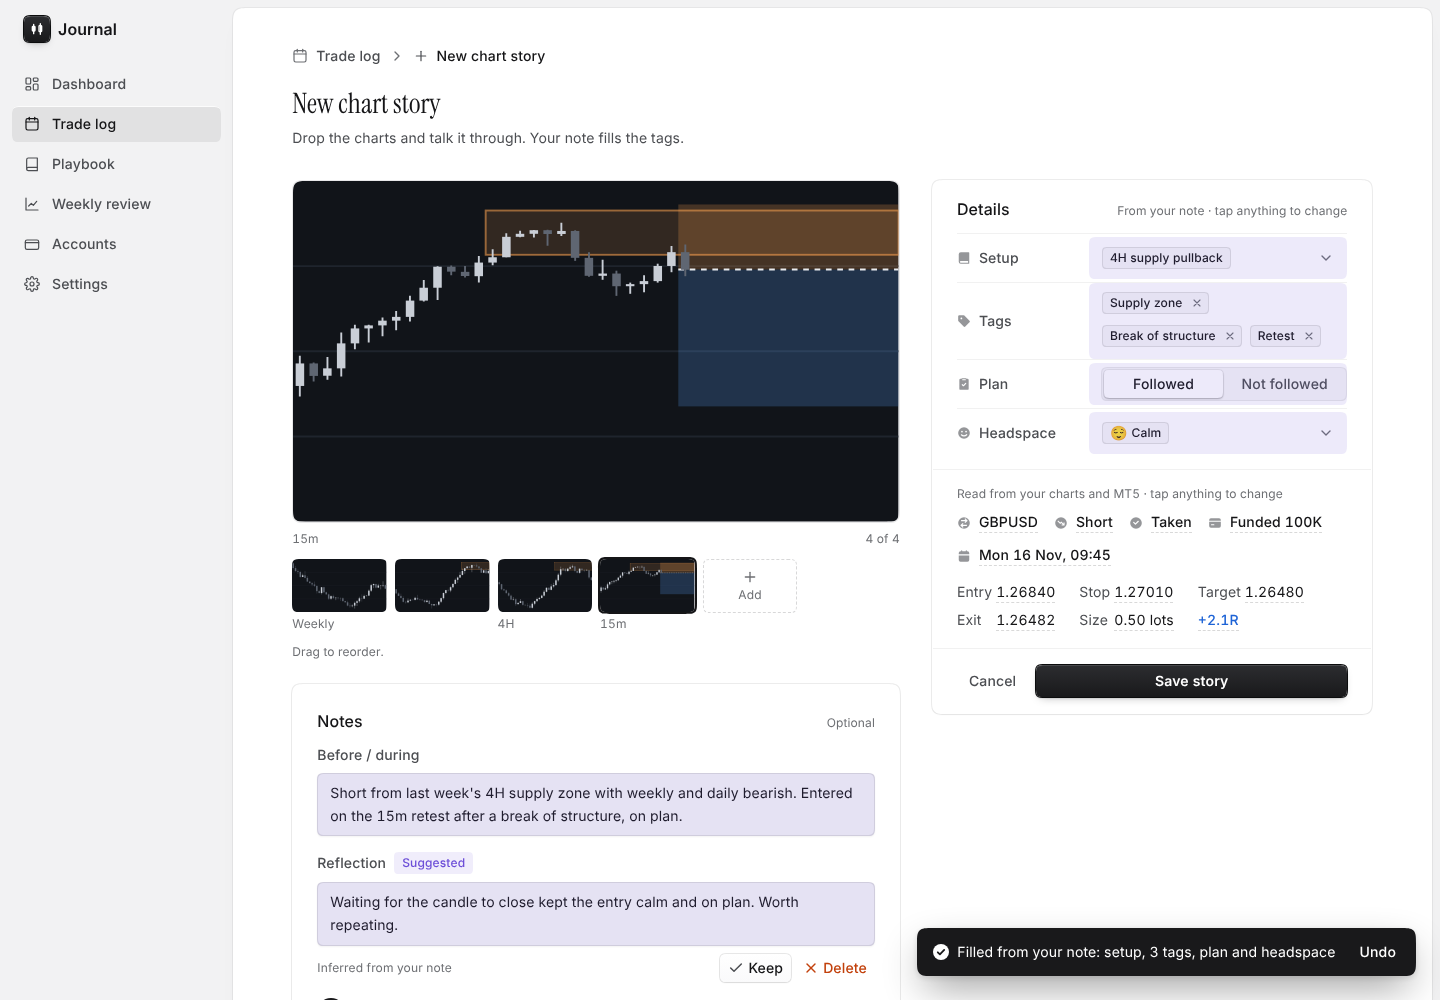 Journal
Dashboard
Trade log
Playbook
Weekly review
Accounts
Settings
Trade log
New chart story
New chart story
Drop the charts and talk it through. Your note fills the tags.
15m
4 of 4
Add
Weekly
4H
15m
Drag to reorder.
Notes
Optional
Before / during
Short from last week's 4H supply zone with weekly and daily bearish. Entered
on the 15m retest after a break of structure, on plan.
Reflection Suggested
Waiting for the candle to close kept the entry calm and on plan. Worth
repeating.
Inferred from your note
Keep
Delete
Details
From your note · tap anything to change
Setup
4H supply pullback
Tags
Supply zone
Break of structure
Retest
Plan
Followed
Not followed
Headspace
😌 Calm
Read from your charts and MT5 · tap anything to change
GBPUSD Short Taken Funded 100K
Mon 16 Nov, 09:45
Entry 1.26840 Stop 1.27010 Target 1.26480
Exit 1.26482 Size 0.50 lots +2.1R
Cancel
Save story
Filled from your note: setup, 3 tags, plan and headspace
Undo